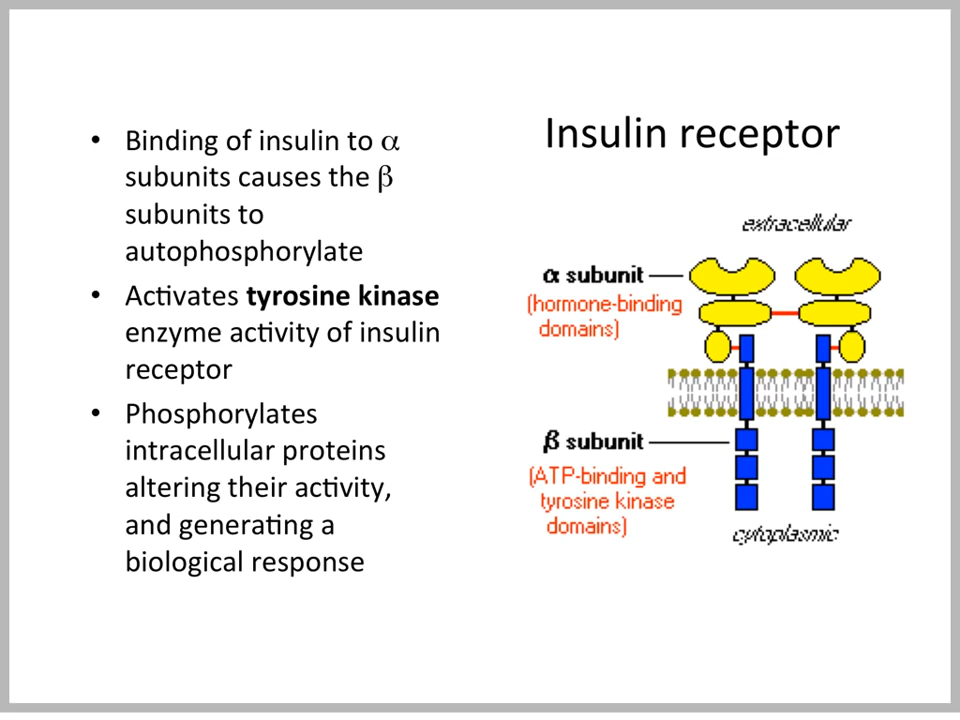 Insulin receptor
• Binding of insulin to α
subunits causes the β
subunits to
autophosphorylate
• Activates tyrosine kinase
enzyme activity of insulin
receptor
• Phosphorylates
intracellular proteins
altering their activity,
and generating a
biological response
extracellular
α subunit
(hormone-binding
domains)
β subunit
(ATP-binding and
tyrosine kinase
domains)
cytoplasmic